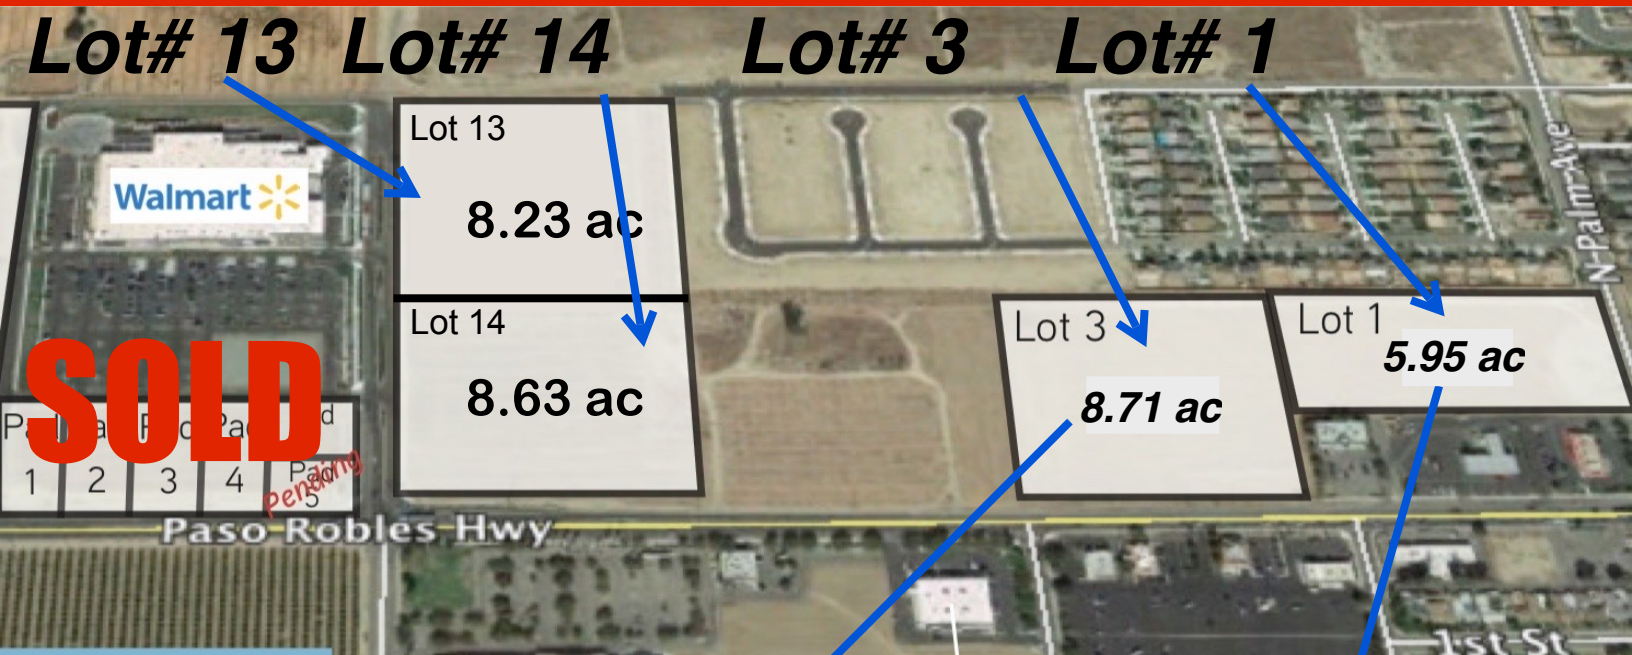 Lot# 13 Lot# 14 Lot# 3 Lot# 1
Lot 13
8.23 ac
Walmart
N Palm Ave
Lot 14
Lot 3
Lot 1
5.95 ac
8.63 ac
8.71 ac
SOLD
1 2 3 4 Pad 5
Pending
Paso Robles Hwy
1st St